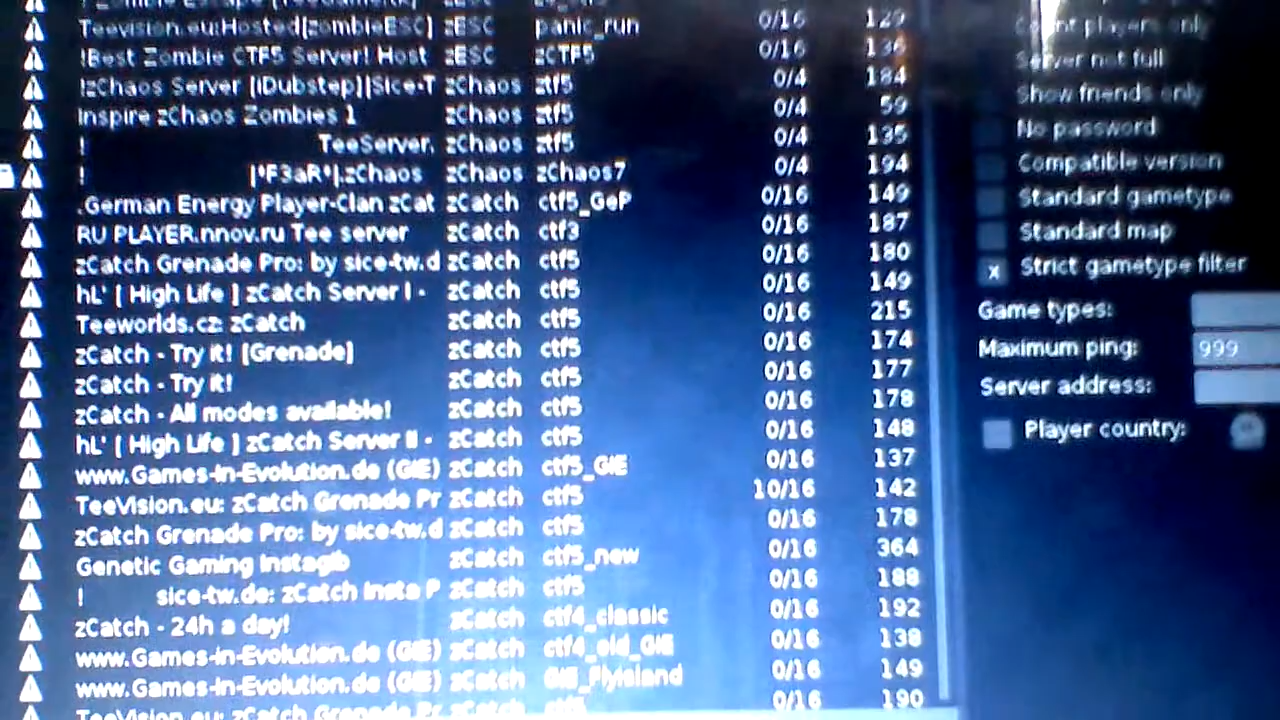 Teevision.eu:Hosted[zombieESC] zESC panic_run 0/16 129
!Best Zombie CTF5 Server! Host zESC zCTF5 0/16 136
!zChaos Server [iDubstep]|Sice-T zChaos ztf5 0/4 184
Inspire zChaos Zombies 1 zChaos ztf5 0/4 59
! TeeServer. zChaos ztf5 0/4 135
! |*F3aR*|.zChaos zChaos zChaos7 0/4 194
.German Energy Player-Clan zCat zCatch ctf5_GeP 0/16 149
RU PLAYER.nnov.ru Tee server zCatch ctf3 0/16 187
zCatch Grenade Pro: by sice-tw.d zCatch ctf5 0/16 180
hL' [ High Life ] zCatch Server I - zCatch ctf5 0/16 149
Teeworlds.cz: zCatch zCatch ctf5 0/16 215
zCatch - Try it! [Grenade] zCatch ctf5 0/16 174
zCatch - Try it! zCatch ctf5 0/16 177
zCatch - All modes available! zCatch ctf5 0/16 178
hL' [ High Life ] zCatch Server II - zCatch ctf5 0/16 148
www.Games-in-Evolution.de (GiE) zCatch ctf5_GiE 0/16 137
TeeVision.eu: zCatch Grenade Pr zCatch ctf5 10/16 142
zCatch Grenade Pro: by sice-tw.d zCatch ctf5 0/16 178
Genetic Gaming Instagib zCatch ctf5_new 0/16 364
! sice-tw.de: zCatch Insta P zCatch ctf5 0/16 188
zCatch - 24h a day! zCatch ctf4_classic 0/16 192
www.Games-in-Evolution.de (GiE) zCatch ctf4_old_GiE 0/16 138
www.Games-in-Evolution.de (GiE) zCatch GiE_Flyisland 0/16 149
TeeVision.eu: zCatch Grenade Pr zCatch ctf5 0/16 190
players only
Server not full
Show friends only
No password
Compatible version
Standard gametype
Standard map
x Strict gametype filter
Game types:
Maximum ping: 999
Server address:
Player country: